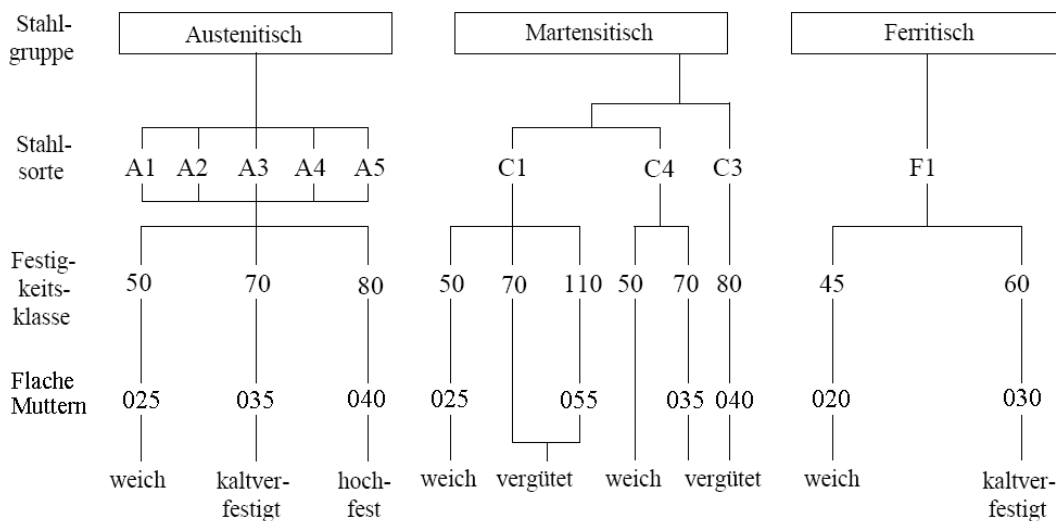 Stahl-
gruppe
Austenitisch
Martensitisch
Ferritisch
Stahl-
sorte
A1 A2 A3 A4 A5 C1 C4 C3 F1
Festig-
keits-
klasse
50 70 80 50 70 110 50 70 80 45 60
Flache
Muttern
025 035 040 025 055 035 040 020 030
weich
kaltver-
festigt
hoch-
fest
weich
vergütet
weich
vergütet
weich
kaltver-
festigt